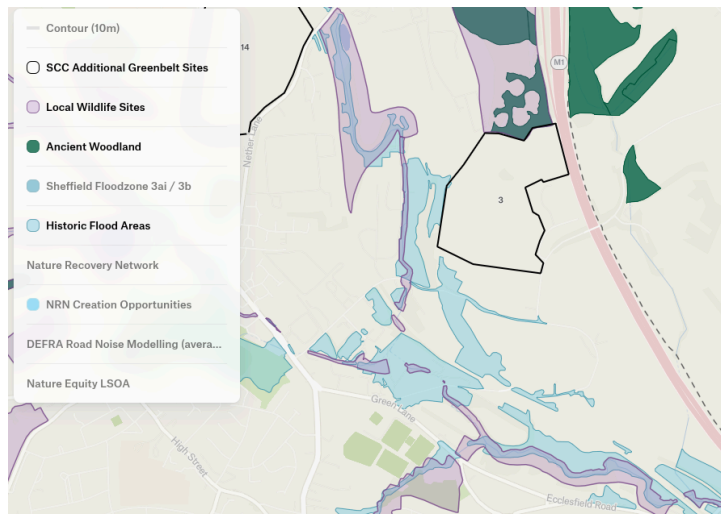 Contour (10m)
14
SCC Additional Greenbelt Sites
M1
Local Wildlife Sites
Ancient Woodland
Nether Lane
Sheffield Floodzone 3ai / 3b
3
Historic Flood Areas
Nature Recovery Network
NRN Creation Opportunities
DEFRA Road Noise Modelling (avera...
Nature Equity LSOA
Green Lane
High Street
Ecclesfield Road